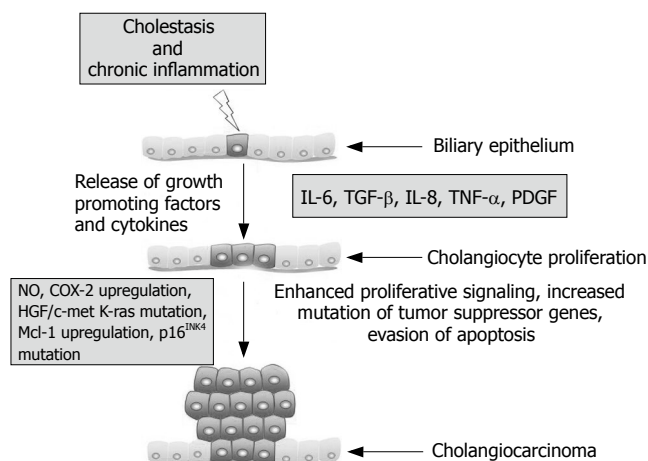 Cholestasis
and
chronic inflammation
Biliary epithelium
Release of growth
promoting factors
and cytokines
IL-6, TGF-β, IL-8, TNF-α, PDGF
Cholangiocyte proliferation
NO, COX-2 upregulation,
HGF/c-met K-ras mutation,
Mcl-1 upregulation, p16^INK4
mutation
Enhanced proliferative signaling, increased
mutation of tumor suppressor genes,
evasion of apoptosis
Cholangiocarcinoma